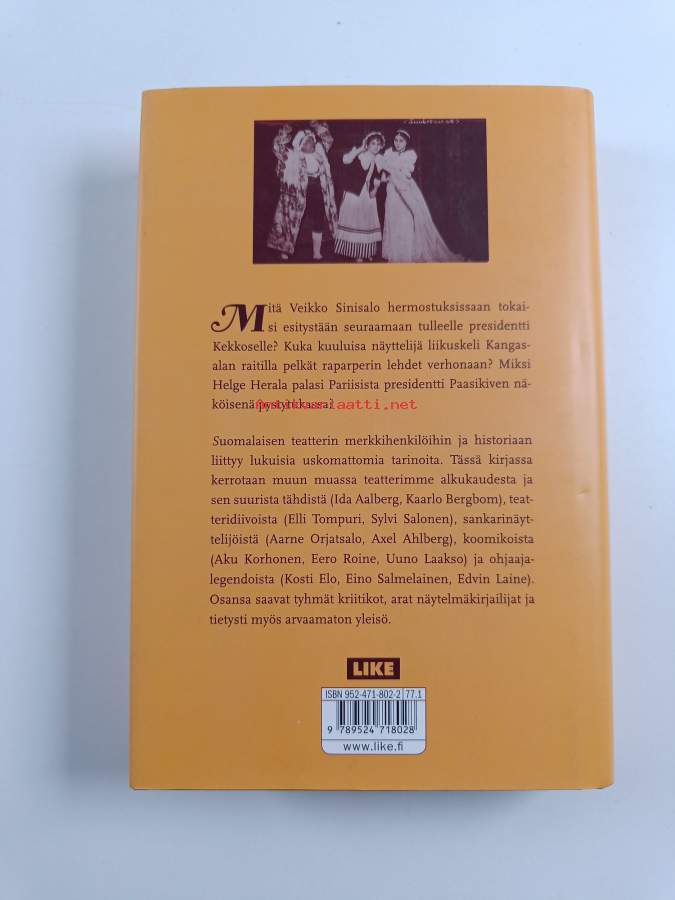 Mitä Veikko Sinisalo hermostuksissaan tokai-
si esitystään seuraamaan tulleelle presidentti
Kekkoselle? Kuka kuuluisa näyttelijä liikuskeli Kangas-
alan raitilla pelkät raparperin lehdet verhonaan? Miksi
Helge Herala palasi Pariisista presidentti Paasikiven nä-
köisenä
Suomalaisen teatterin merkkihenkilöihin ja historiaan
liittyy lukuisia uskomattomia tarinoita. Tässä kirjassa
kerrotaan muun muassa teatterimme alkukaudesta ja
sen suurista tähdistä (Ida Aalberg, Kaarlo Bergbom), teat-
teridiivoista (Elli Tompuri, Sylvi Salonen), sankarinäyt-
telijöistä (Aarne Orjatsalo, Axel Ahlberg), koomikoista
(Aku Korhonen, Eero Roine, Uuno Laakso) ja ohjaaja-
legendoista (Kosti Elo, Eino Salmelainen, Edvin Laine).
Osansa saavat tyhmät kriitikot, arat näytelmäkirjailijat ja
tietysti myös arvaamaton yleisö.
LIKE
ISBN 952-471-802-2 77.1
9 789524 718028
www.like.fi